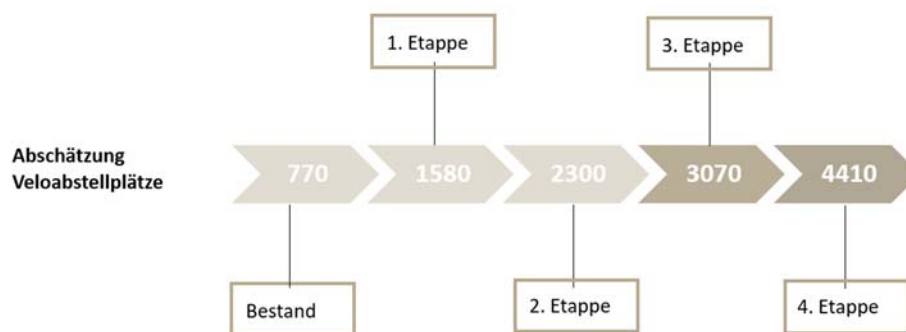 1. Etappe
3. Etappe
Abschätzung
Veloabstellplätze
770
1580
2300
3070
4410
Bestand
2. Etappe
4. Etappe